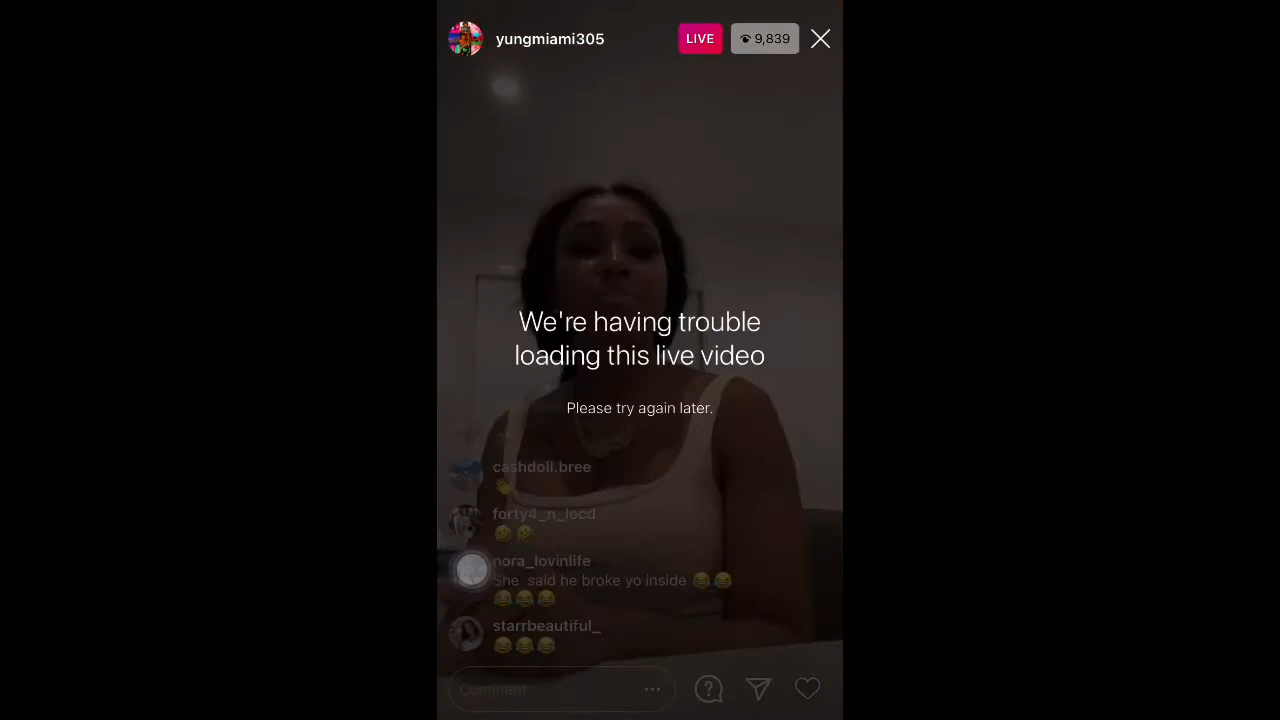 yungmiami305
LIVE
9,839
We're having trouble
loading this live video
Please try again later.
cashdoll.bree
forty4_n_locd
nora_lovinlife
She said he broke yo inside 😂😂
😂😂😂
starrbeautiful_
Comment